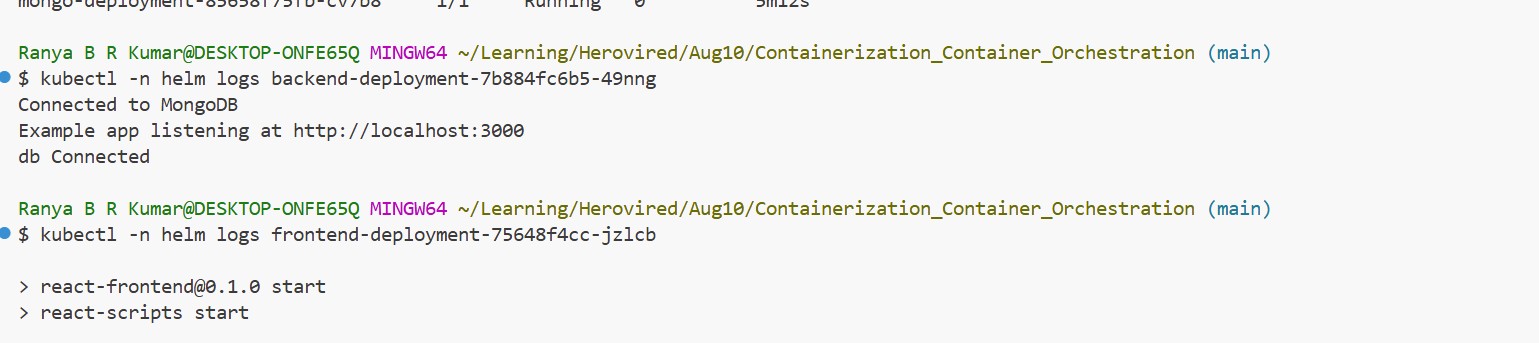 mongo-deployment-85658f75fb-cv7b8 1/1 Running 0 5m12s
Ranya B R Kumar@DESKTOP-ONFE65Q MINGW64 ~/Learning/Herovired/Aug10/Containerization_Container_Orchestration (main)
$ kubectl -n helm logs backend-deployment-7b884fc6b5-49nng
Connected to MongoDB
Example app listening at http://localhost:3000
db Connected
Ranya B R Kumar@DESKTOP-ONFE65Q MINGW64 ~/Learning/Herovired/Aug10/Containerization_Container_Orchestration (main)
$ kubectl -n helm logs frontend-deployment-75648f4cc-jzlcb
> react-frontend@0.1.0 start
> react-scripts start